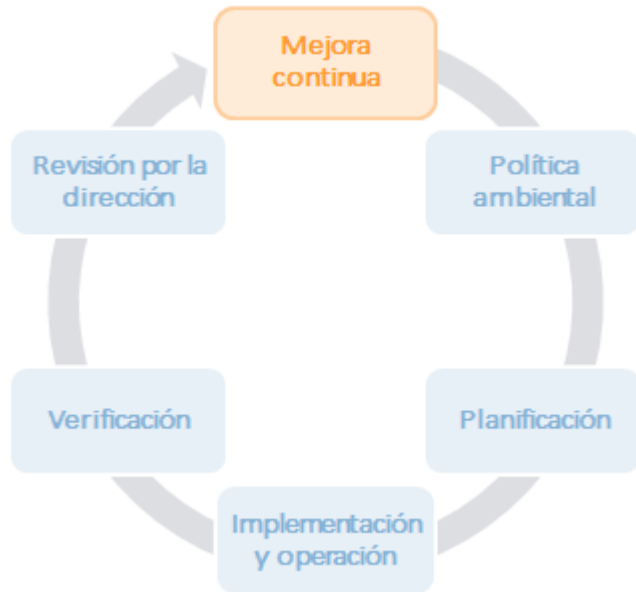 Mejora
continua
Política
ambiental
Planificación
Implementación
y operación
Verificación
Revisión por la
dirección